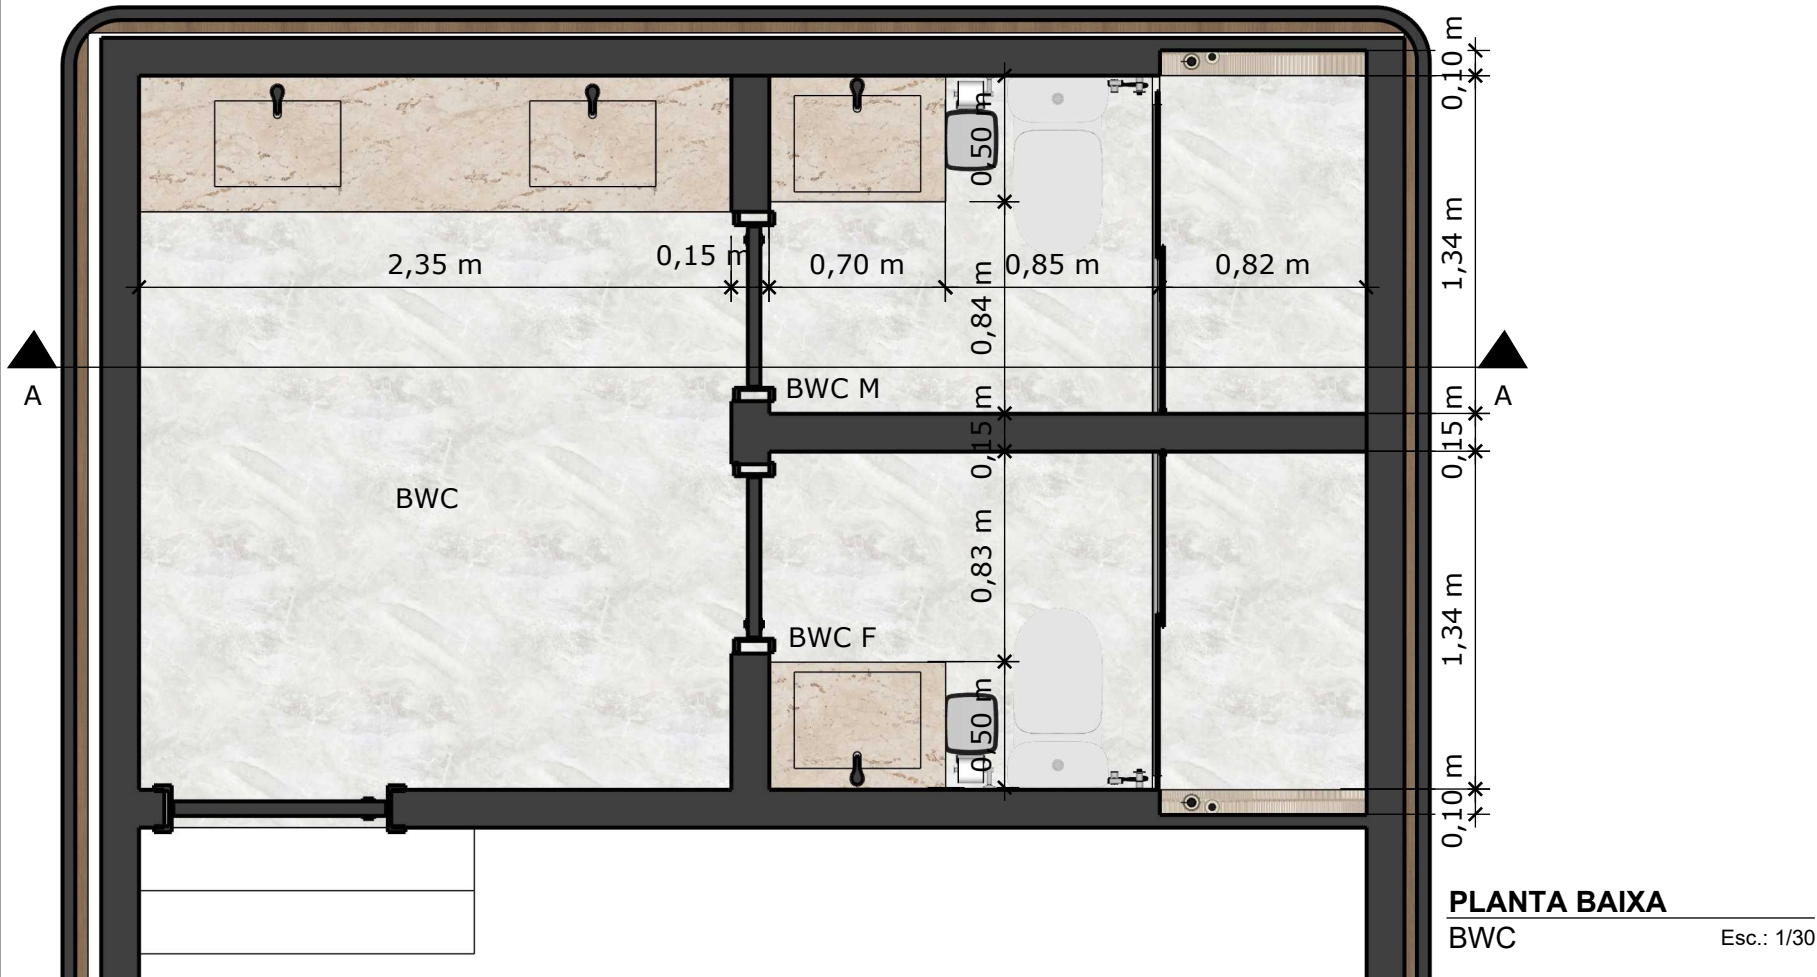 0,10 m
0,50 m
1,34 m
2,35 m
0,15 m
0,70 m
0,85 m
0,82 m
0,84 m
A
A
BWC M
0,15 m
0,15 m
BWC
0,83 m
BWC F
1,34 m
0,50 m
0,10 m
PLANTA BAIXA
BWC
Esc.: 1/30